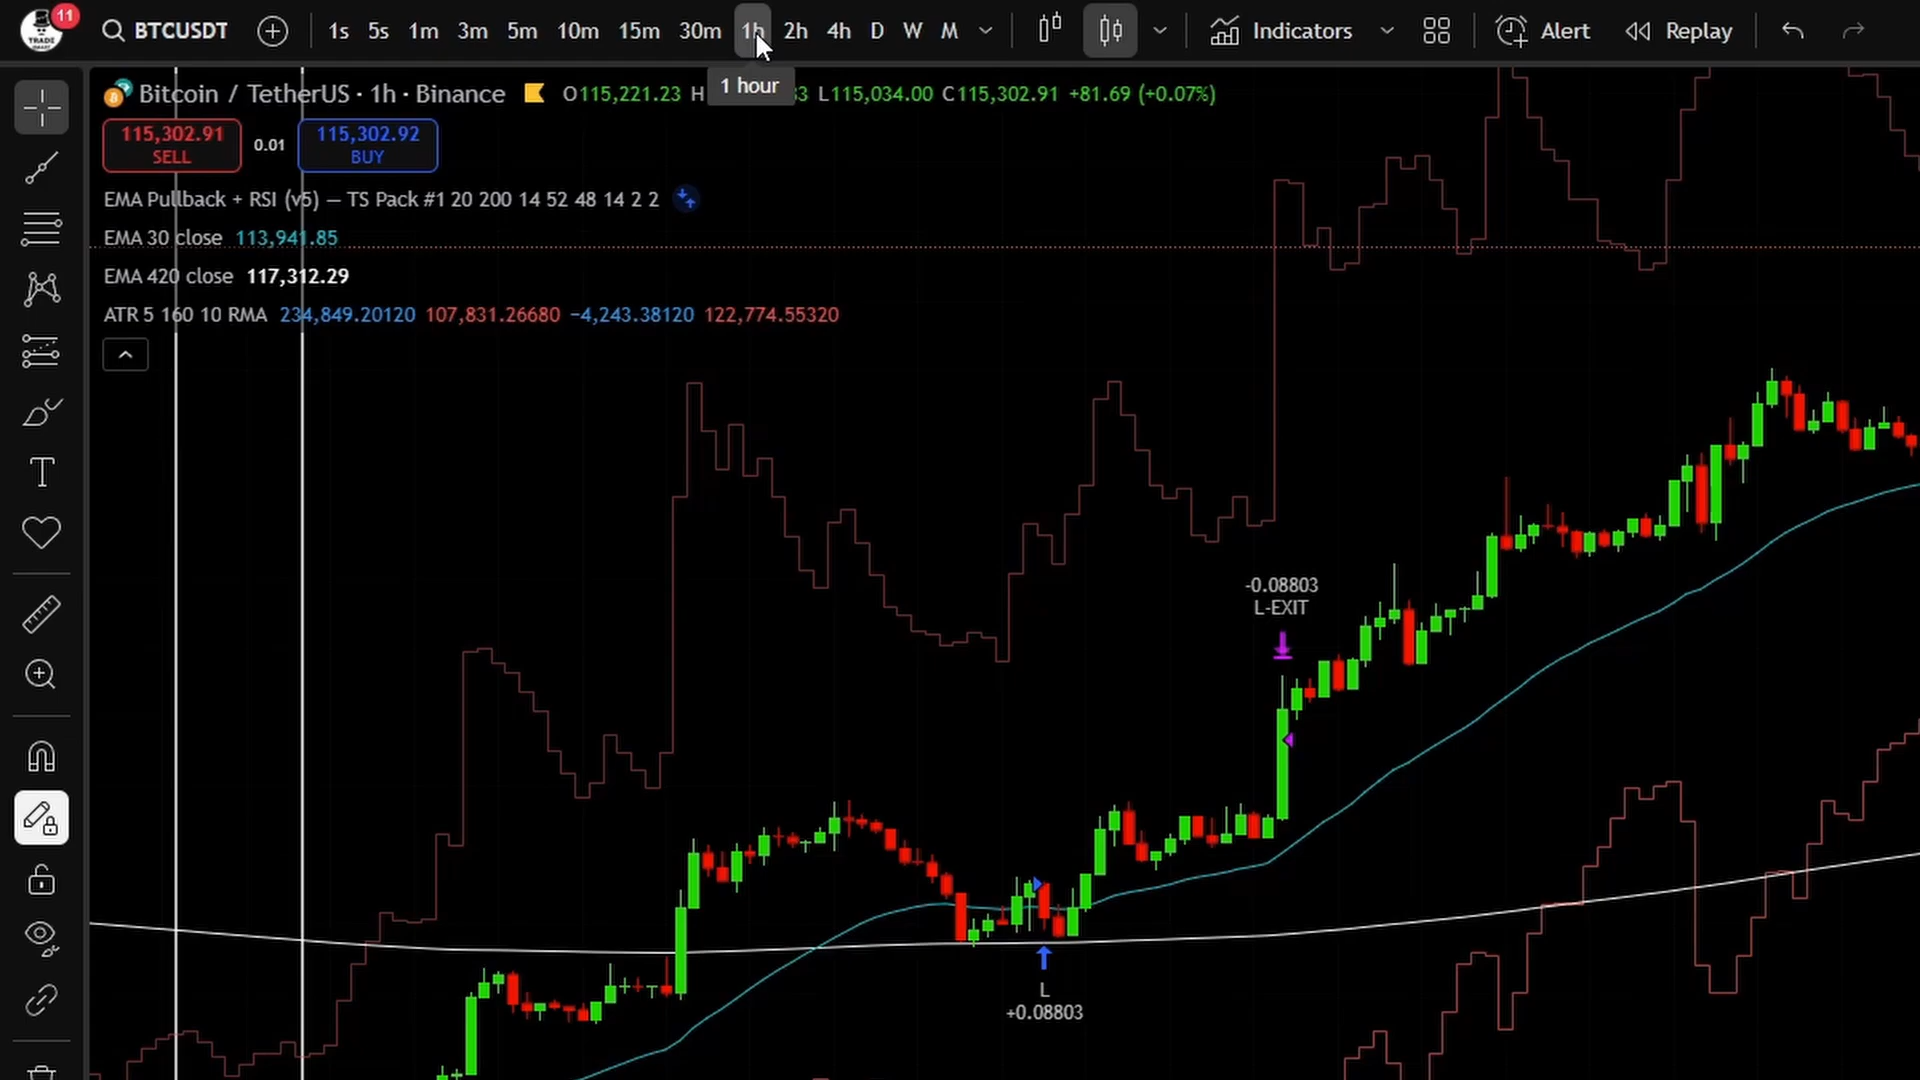 11
TRADE
BTCUSDT
1s 5s 1m 3m 5m 10m 15m 30m 1h 2h 4h D W M
Indicators
Alert
Replay
1 hour
Bitcoin / TetherUS · 1h · Binance
O115,221.23 H 33 L115,034.00 C115,302.91 +81.69 (+0.07%)
115,302.91
SELL
0.01
115,302.92
BUY
EMA Pullback + RSI (v5) — TS Pack #1 20 200 14 52 48 14 2 2
EMA 30 close 113,941.85
EMA 420 close 117,312.29
ATR 5 160 10 RMA 234,849.20120 107,831.26680 −4,243.38120 122,774.55320
-0.08803
L-EXIT
L
+0.08803